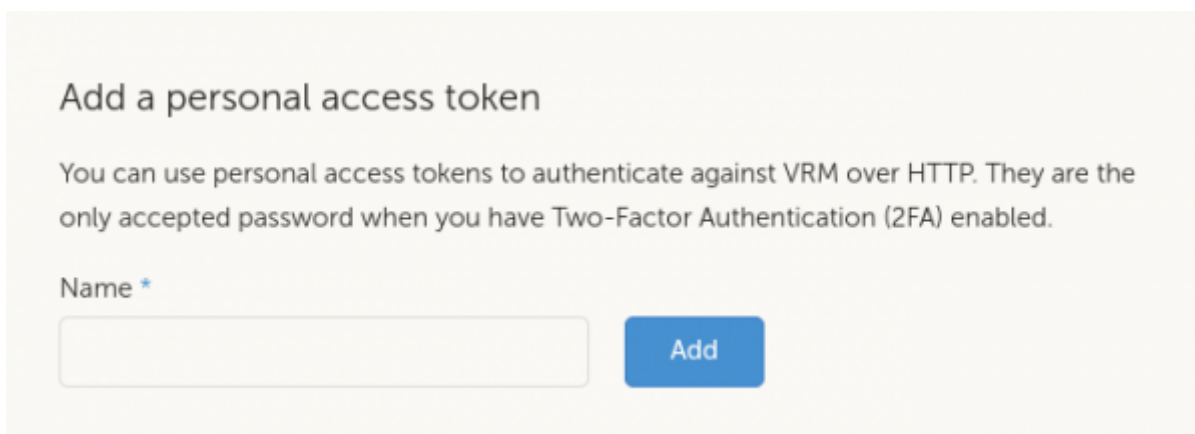 Add a personal access token
You can use personal access tokens to authenticate against VRM over HTTP. They are the
only accepted password when you have Two-Factor Authentication (2FA) enabled.
Name *
Add